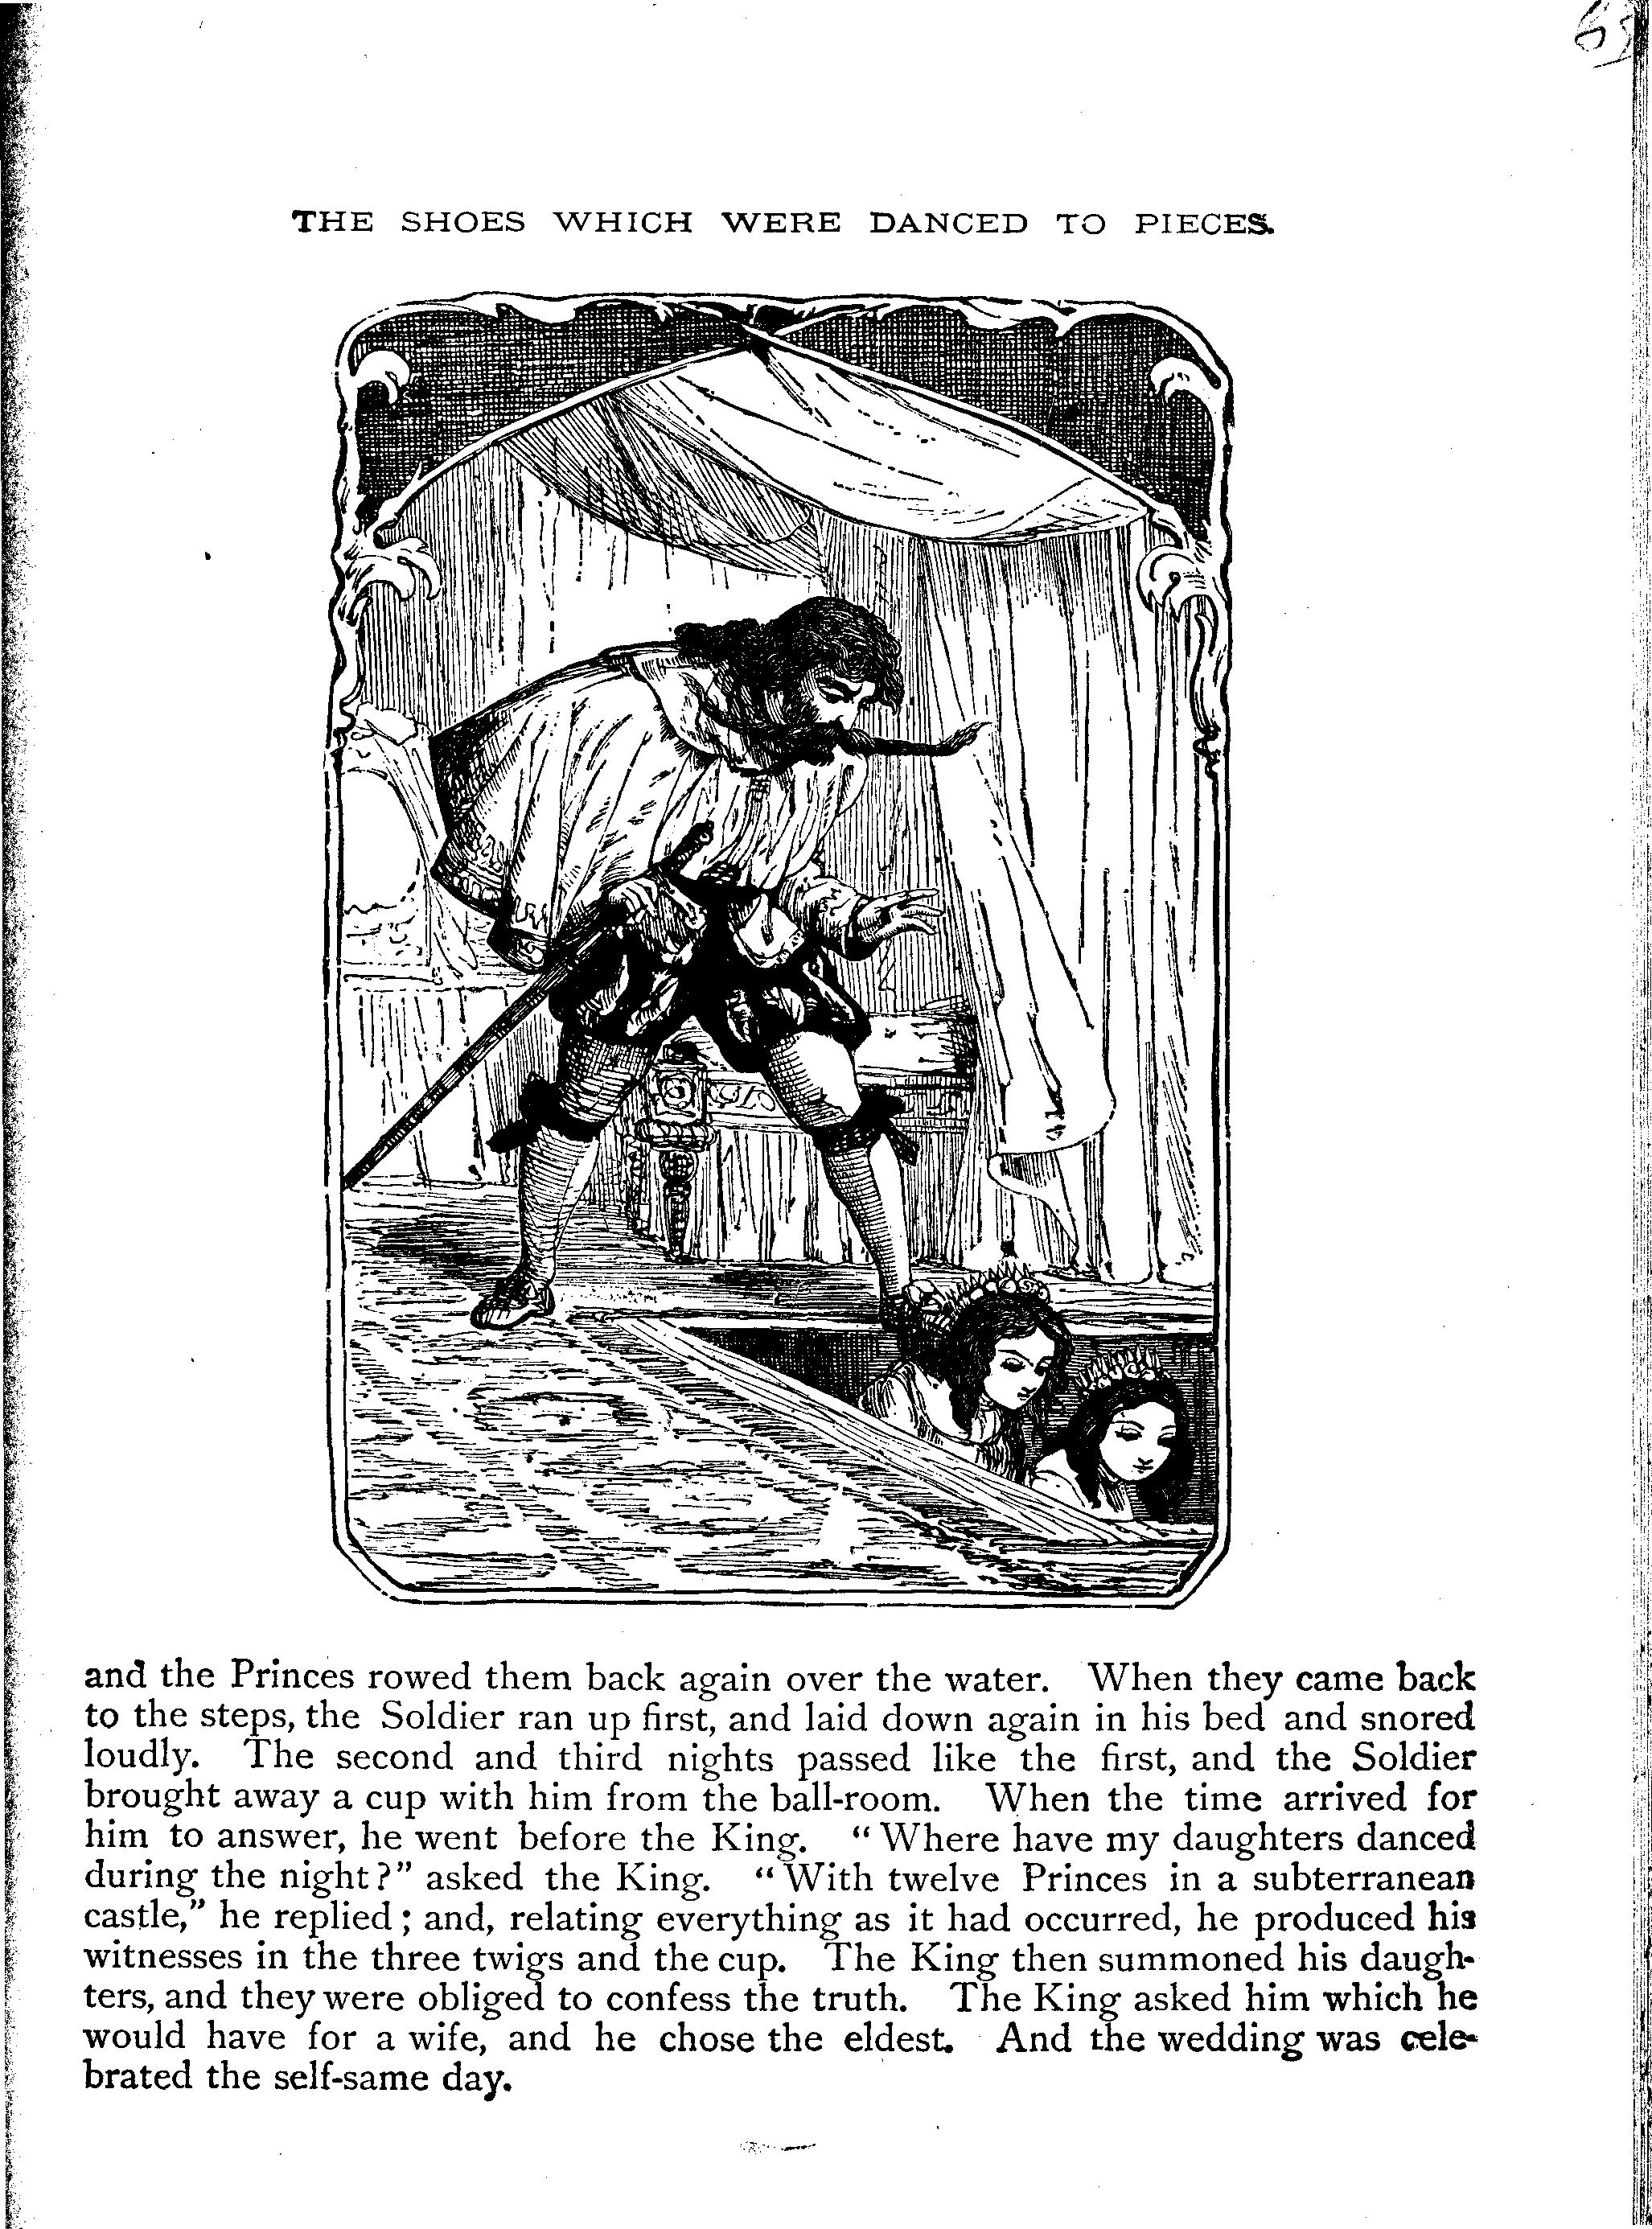 THE SHOES WHICH WERE DANCED TO PIECES.
and the Princes rowed them back again over the water. When they came back
to the steps, the Soldier ran up first, and laid down again in his bed and snored
loudly. The second and third nights passed like the first, and the Soldier
brought away a cup with him from the ball-room. When the time arrived for
him to answer, he went before the King. “Where have my daughters danced
during the night?” asked the King. “With twelve Princes in a subterranean
castle,” he replied; and, relating everything as it had occurred, he produced his
witnesses in the three twigs and the cup. The King then summoned his daugh-
ters, and they were obliged to confess the truth. The King asked him which he
would have for a wife, and he chose the eldest. And the wedding was cele-
brated the self-same day.